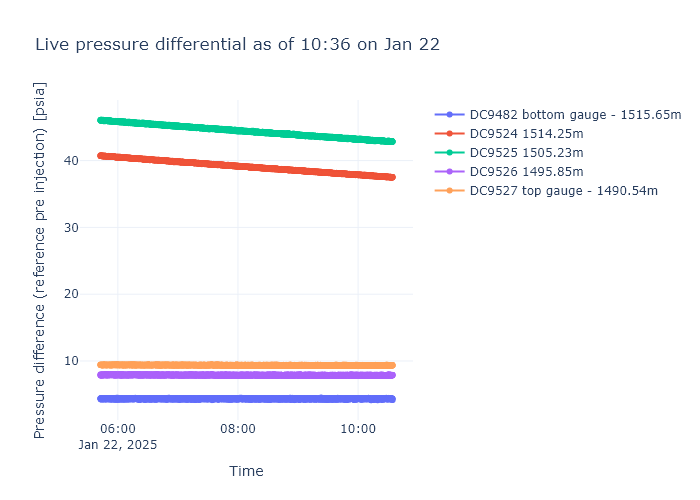 Live pressure differential as of 10:36 on Jan 22
Pressure difference (reference pre injection) [psia]
40
30
20
10
06:00
Jan 22, 2025
08:00
10:00
Time
DC9482 bottom gauge - 1515.65m
DC9524 1514.25m
DC9525 1505.23m
DC9526 1495.85m
DC9527 top gauge - 1490.54m